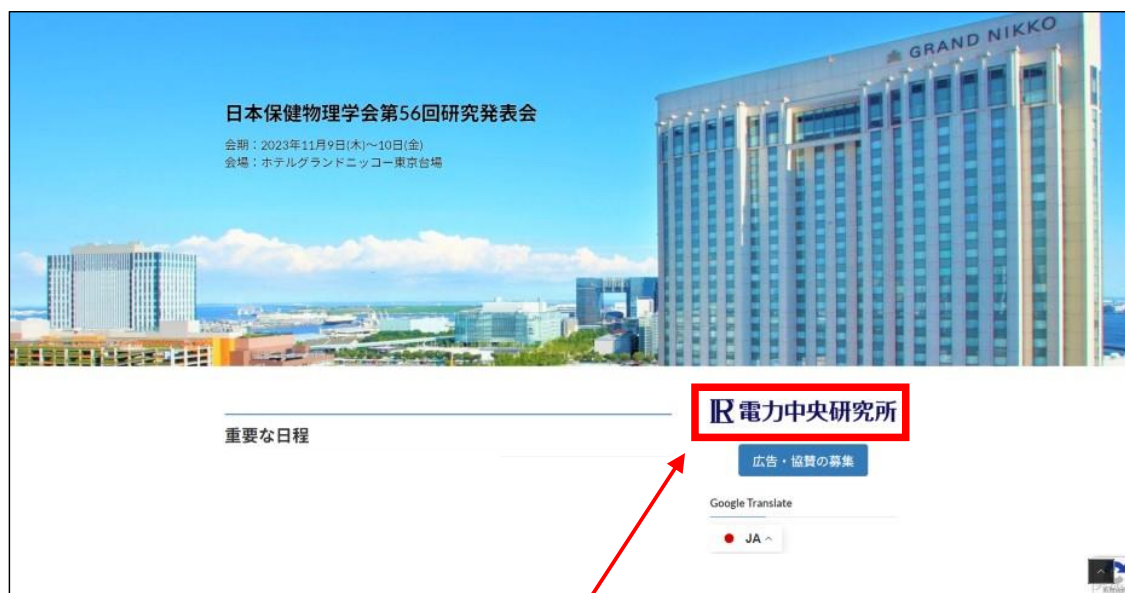 GRAND NIKKO
日本保健物理学会第56回研究発表会
会期：2023年11月9日(木)～10日(金)
会場：ホテルグランドニッコー東京台場
電力中央研究所
重要な日程
広告・協賛の募集
Google Translate
JA